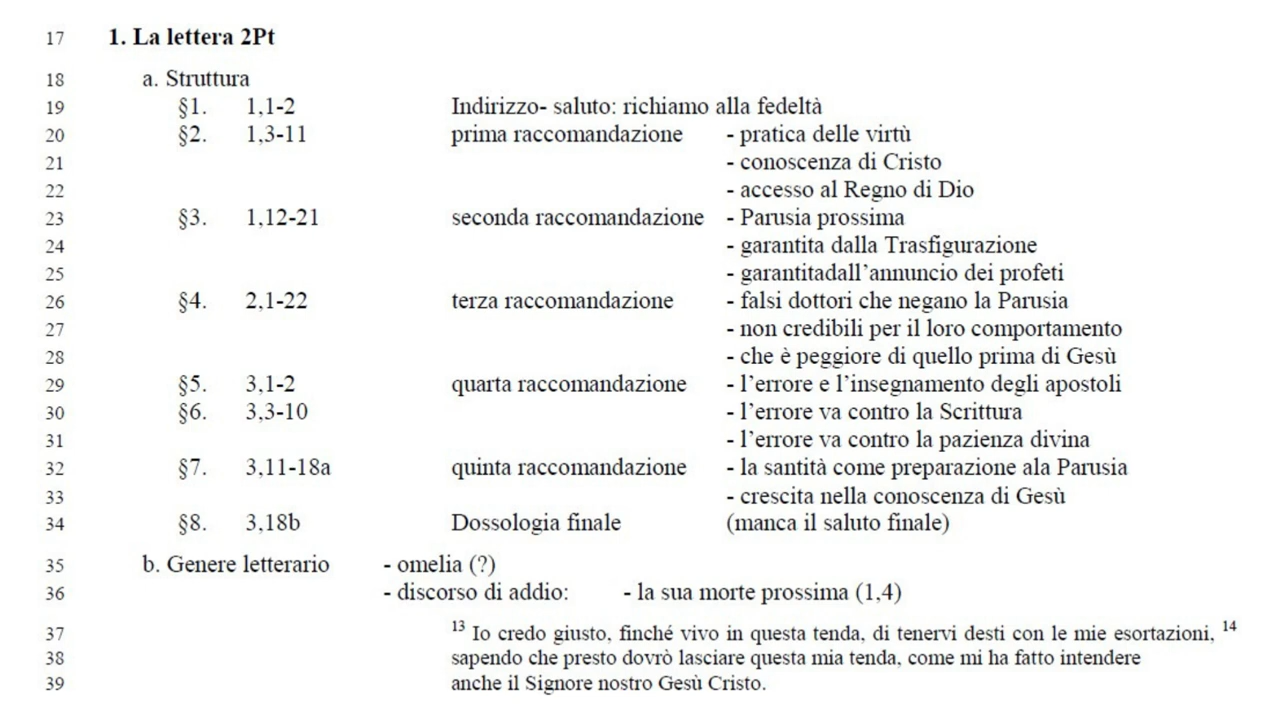 17 1. La lettera 2Pt
18 a. Struttura
19 §1. 1,1-2 Indirizzo- saluto: richiamo alla fedeltà
20 §2. 1,3-11 prima raccomandazione - pratica delle virtù
21 - conoscenza di Cristo
22 - accesso al Regno di Dio
23 §3. 1,12-21 seconda raccomandazione - Parusia prossima
24 - garantita dalla Trasfigurazione
25 - garantitadall’annuncio dei profeti
26 §4. 2,1-22 terza raccomandazione - falsi dottori che negano la Parusia
27 - non credibili per il loro comportamento
28 - che è peggiore di quello prima di Gesù
29 §5. 3,1-2 quarta raccomandazione - l’errore e l’insegnamento degli apostoli
30 §6. 3,3-10 - l’errore va contro la Scrittura
31 - l’errore va contro la pazienza divina
32 §7. 3,11-18a quinta raccomandazione - la santità come preparazione ala Parusia
33 - crescita nella conoscenza di Gesù
34 §8. 3,18b Dossologia finale (manca il saluto finale)
35 b. Genere letterario - omelia (?)
36 - discorso di addio: - la sua morte prossima (1,4)
37 13 Io credo giusto, finché vivo in questa tenda, di tenervi desti con le mie esortazioni, 14
38 sapendo che presto dovrò lasciare questa mia tenda, come mi ha fatto intendere
39 anche il Signore nostro Gesù Cristo.